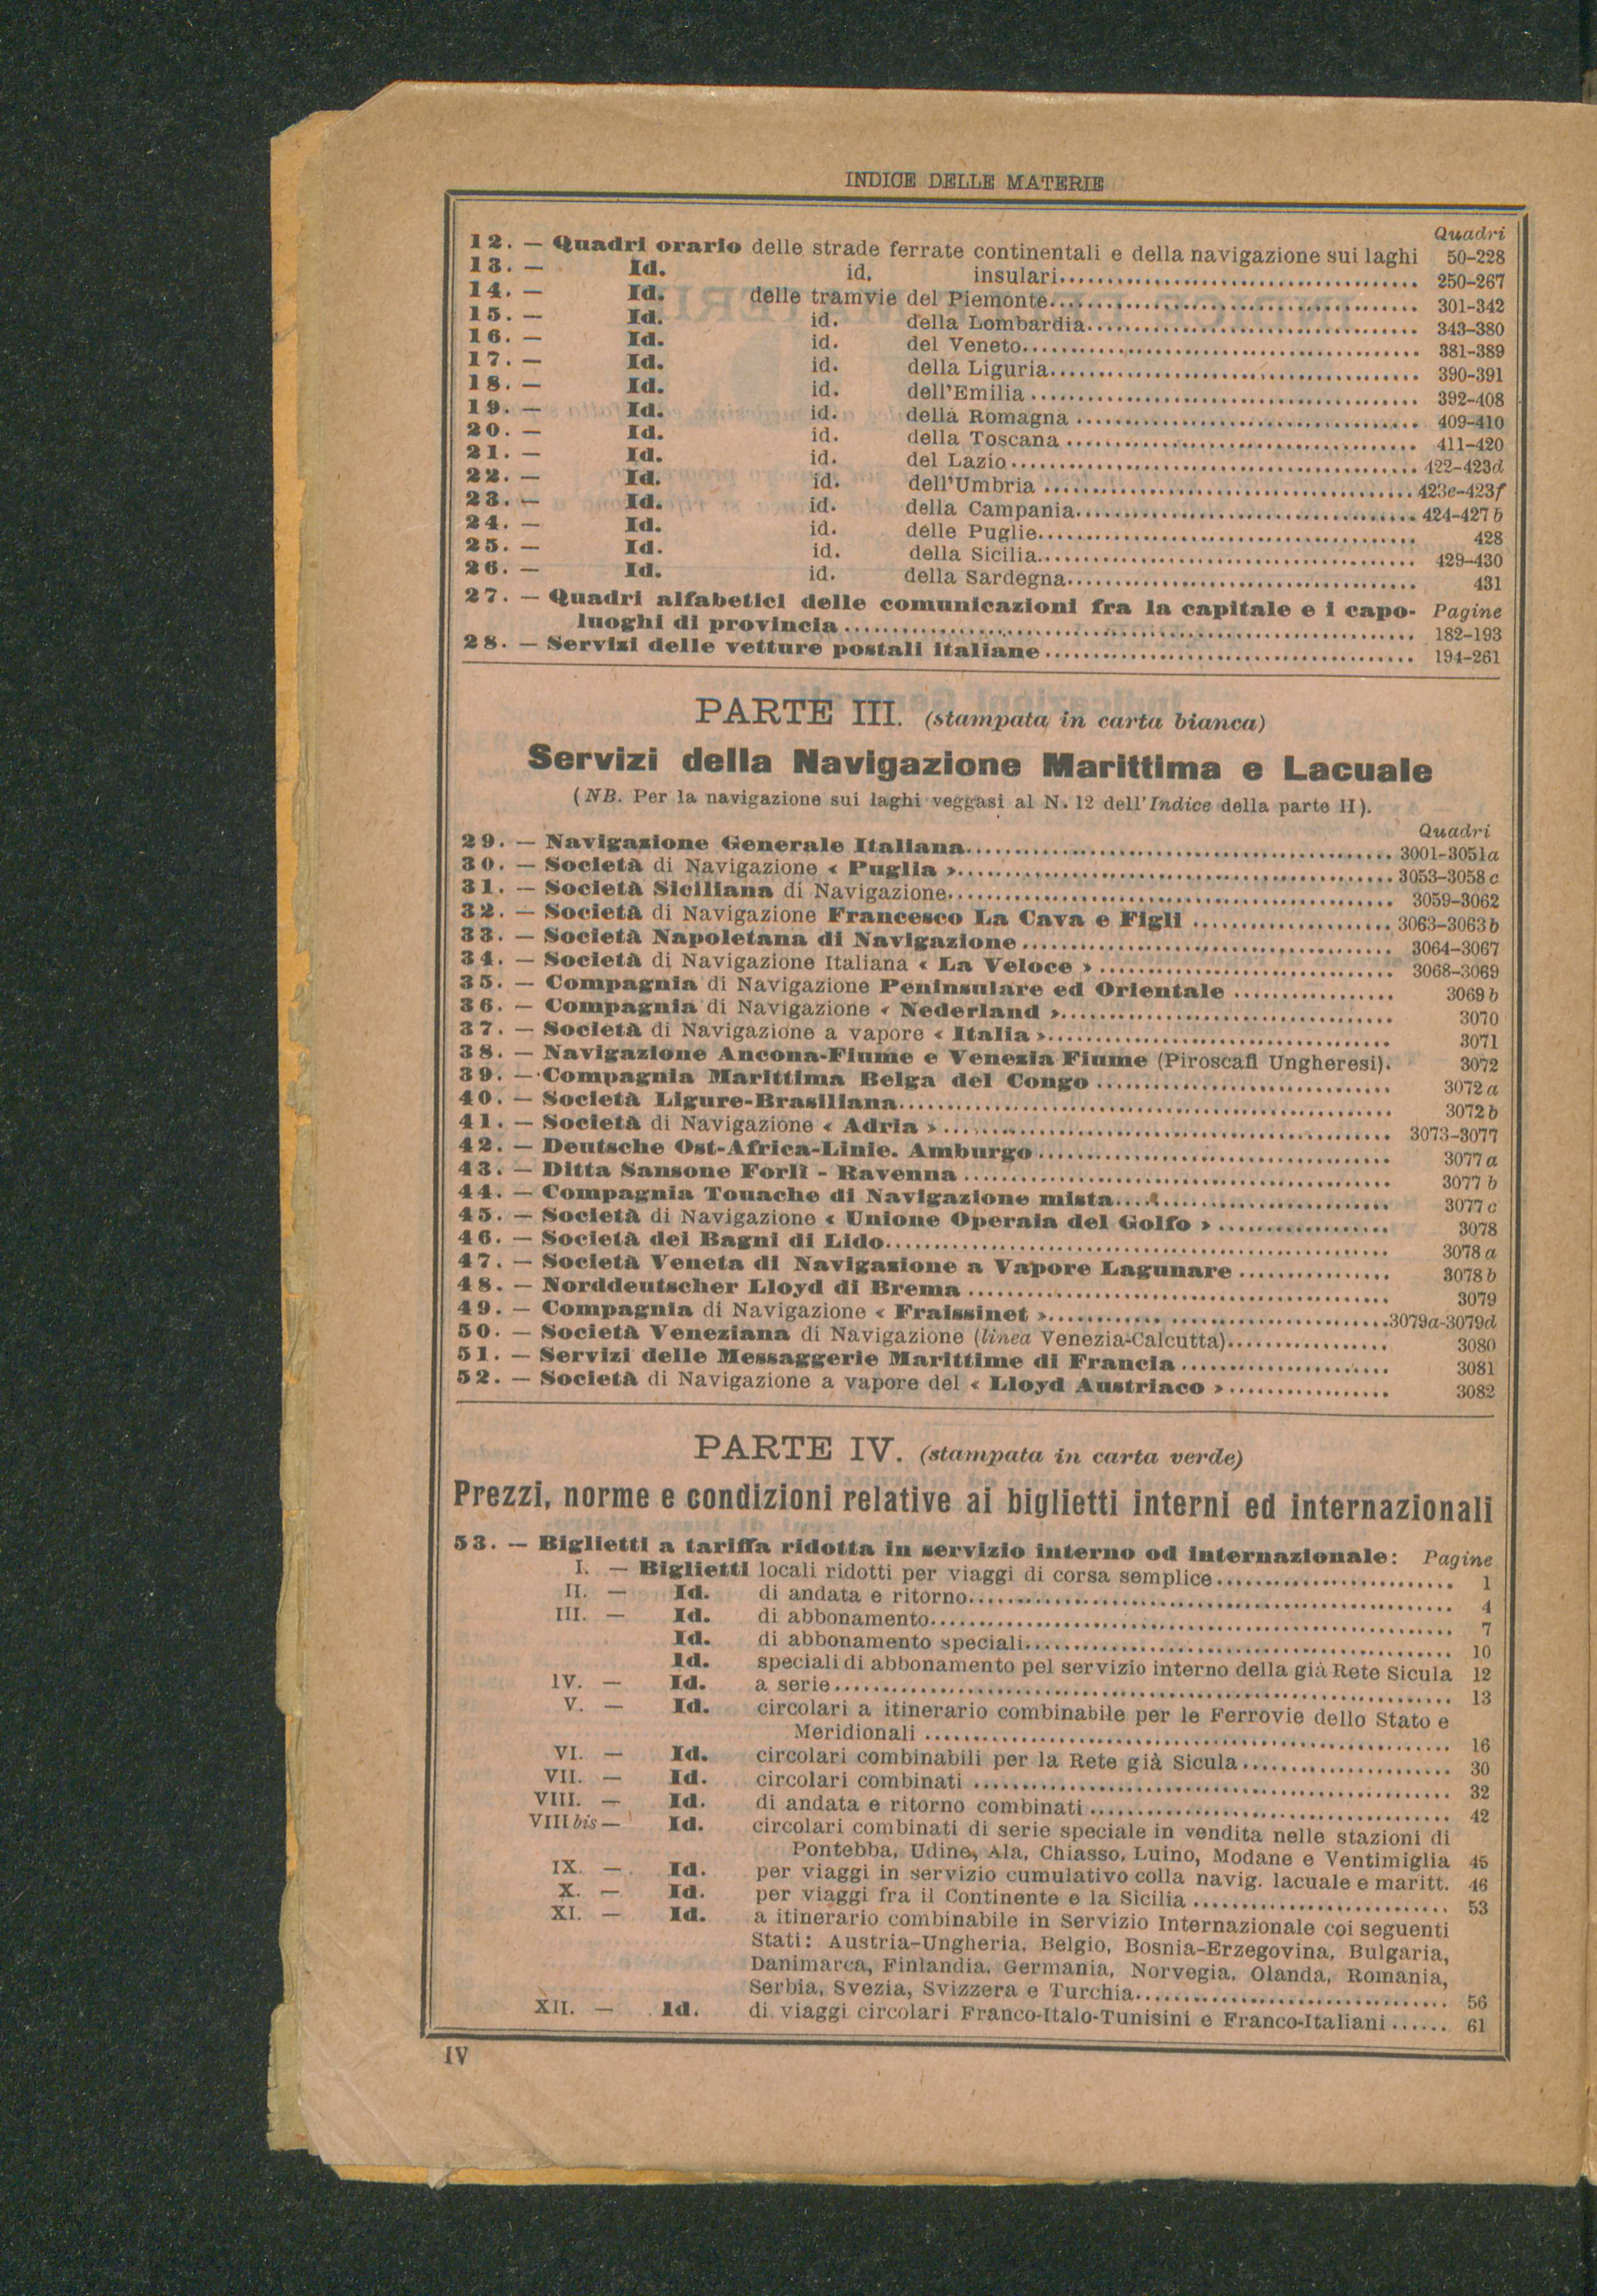 INDICE DELLE MATERIE
Quadri
12. — Quadri orario delle strade ferrate continentali e della navigazione sui laghi 50-228
13. — Id. id. insulari........ 250-267
14. — Id. delle tramvie del Piemonte........ 301-342
15. — Id. id. della Lombardia........ 343-380
16. — Id. id. del Veneto........ 381-389
17. — Id. id. della Liguria........ 390-391
18. — Id. id. dell'Emilia ........ 392-408
19. — Id. id. della Romagna ........ 409-410
20. — Id. id. della Toscana ........ 411-420
21. — Id. id. del Lazio........ 422-423d
22. — Id. id. dell'Umbria ........ 423e-423f
23. — Id. id. della Campania........ 424-427 b
24. — Id. id. delle Puglie........ 428
25. — Id. id. della Sicilia........ 429-430
26. — Id. id. della Sardegna........ 431
27. — Quadri alfabetici delle comunicazioni fra la capitale e i capo- Pagine
luoghi di provincia ........ 182-193
28. — Servizi delle vetture postali italiane ........ 194-261
PARTE III. (stampata in carta bianca)
Servizi della Navigazione Marittima e Lacuale
(NB. Per la navigazione sui laghi veggasi al N. 12 dell'Indice della parte II).
Quadri
29. — Navigazione Generale Italiana........ 3001-3051a
30. — Società di Navigazione « Puglia »........ 3053-3058 c
31. — Società Siciliana di Navigazione........ 3059-3062
32. — Società di Navigazione Francesco La Cava e Figli ........ 3063-3063 b
33. — Società Napoletana di Navigazione ........ 3064-3067
34. — Società di Navigazione Italiana « La Veloce » ........ 3068-3069
35. — Compagnia di Navigazione Peninsulare ed Orientale ........ 3069 b
36. — Compagnia di Navigazione « Nederland »........ 3070
37. — Società di Navigazione a vapore « Italia »........ 3071
38. — Navigazione Ancona-Fiume e Venezia Fiume (Piroscafi Ungheresi). 3072
39. — Compagnia Marittima Belga del Congo ........ 3072 a
40. — Società Ligure-Brasiliana........ 3072 b
41. — Società di Navigazione « Adria » ........ 3073-3077
42. — Deutsche Ost-Africa-Linie. Amburgo ........ 3077 a
43. — Ditta Sansone Forlì - Ravenna ........ 3077 b
44. — Compagnia Touache di Navigazione mista........ 3077 c
45. — Società di Navigazione « Unione Operaia del Golfo » ........ 3078
46. — Società dei Bagni di Lido........ 3078 a
47. — Società Veneta di Navigazione a Vapore Lagunare ........ 3078 b
48. — Norddeutscher Lloyd di Brema ........ 3079
49. — Compagnia di Navigazione « Fraissinet »........ 3079a-3079d
50. — Società Veneziana di Navigazione (linea Venezia-Calcutta)........ 3080
51. — Servizi delle Messaggerie Marittime di Francia ........ 3081
52. — Società di Navigazione a vapore del « Lloyd Austriaco » ........ 3082
PARTE IV. (stampata in carta verde)
Prezzi, norme e condizioni relative ai biglietti interni ed internazionali
53. — Biglietti a tariffa ridotta in servizio interno od internazionale: Pagine
I. — Biglietti locali ridotti per viaggi di corsa semplice ........ 1
II. — Id. di andata e ritorno........ 4
III. — Id. di abbonamento........ 7
Id. di abbonamento speciali........ 10
Id. speciali di abbonamento pel servizio interno della già Rete Sicula 12
IV. — Id. a serie........ 13
V. — Id. circolari a itinerario combinabile per le Ferrovie dello Stato e
Meridionali ........ 16
VI. — Id. circolari combinabili per la Rete già Sicula ........ 30
VII. — Id. circolari combinati ........ 32
VIII. — Id. di andata e ritorno combinati ........ 42
VIII bis — Id. circolari combinati di serie speciale in vendita nelle stazioni di
Pontebba, Udine, Ala, Chiasso, Luino, Modane e Ventimiglia 45
IX. — Id. per viaggi in servizio cumulativo colla navig. lacuale e maritt. 46
X. — Id. per viaggi fra il Continente e la Sicilia ........ 53
XI. — Id. a itinerario combinabile in Servizio Internazionale coi seguenti
Stati: Austria-Ungheria, Belgio, Bosnia-Erzegovina, Bulgaria,
Danimarca, Finlandia, Germania, Norvegia, Olanda, Romania,
Serbia, Svezia, Svizzera e Turchia........ 56
XII. — Id. di viaggi circolari Franco-Italo-Tunisini e Franco-Italiani ...... 61
IV